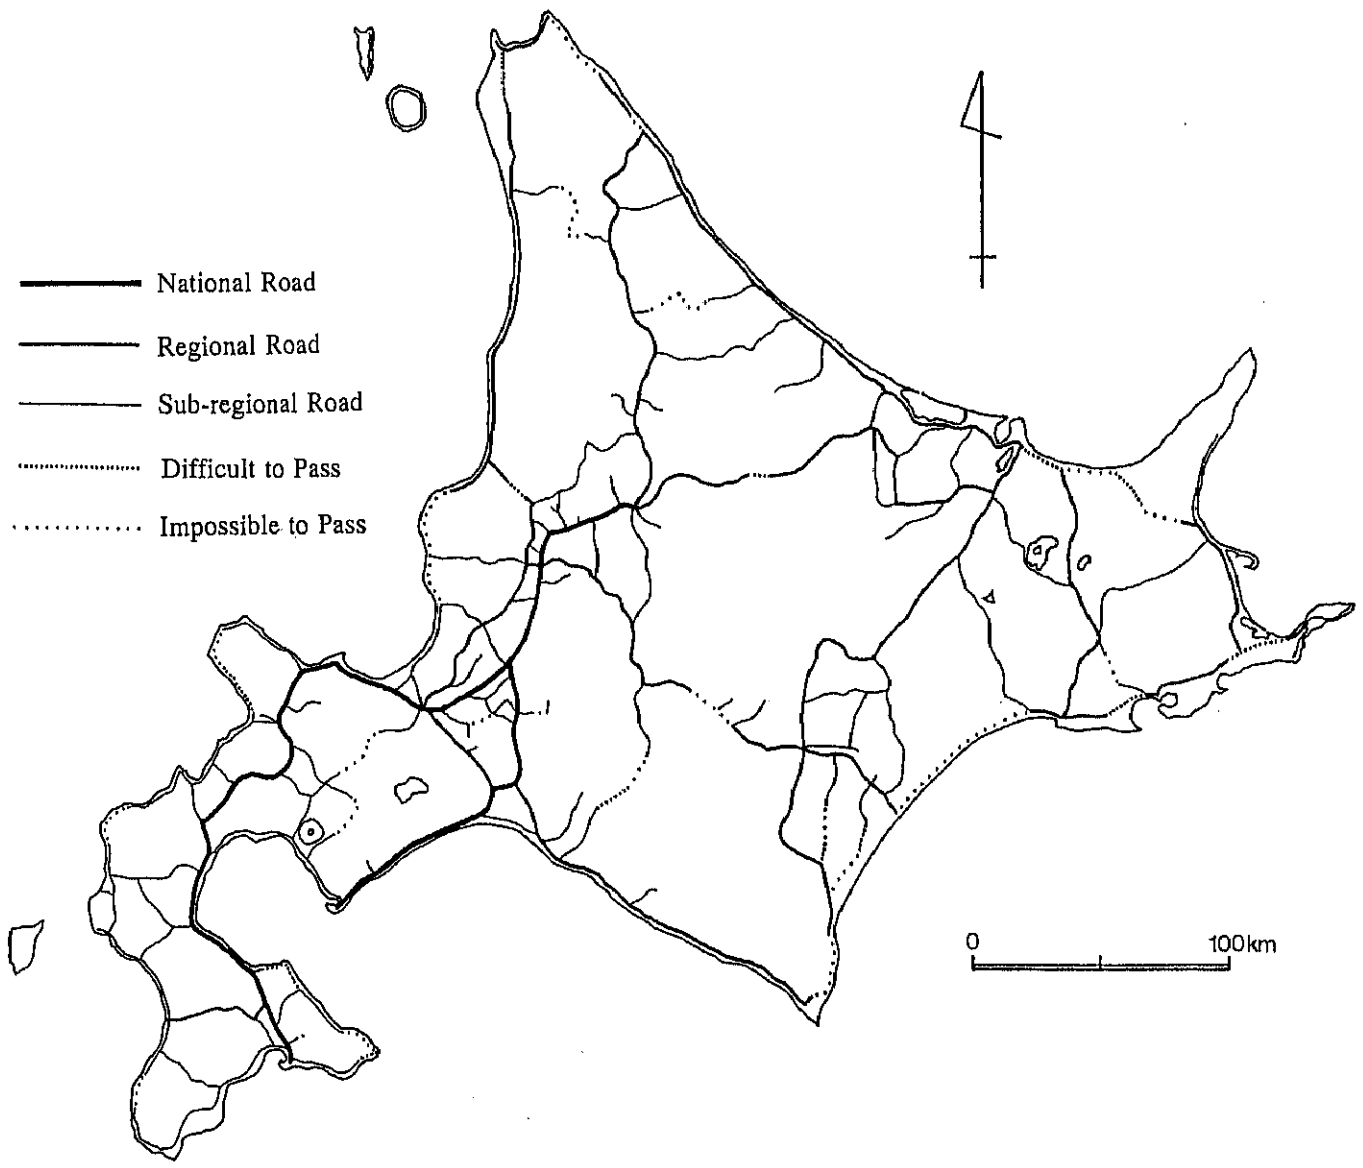 National Road
Regional Road
Sub-regional Road
Difficult to Pass
Impossible to Pass
0 100km